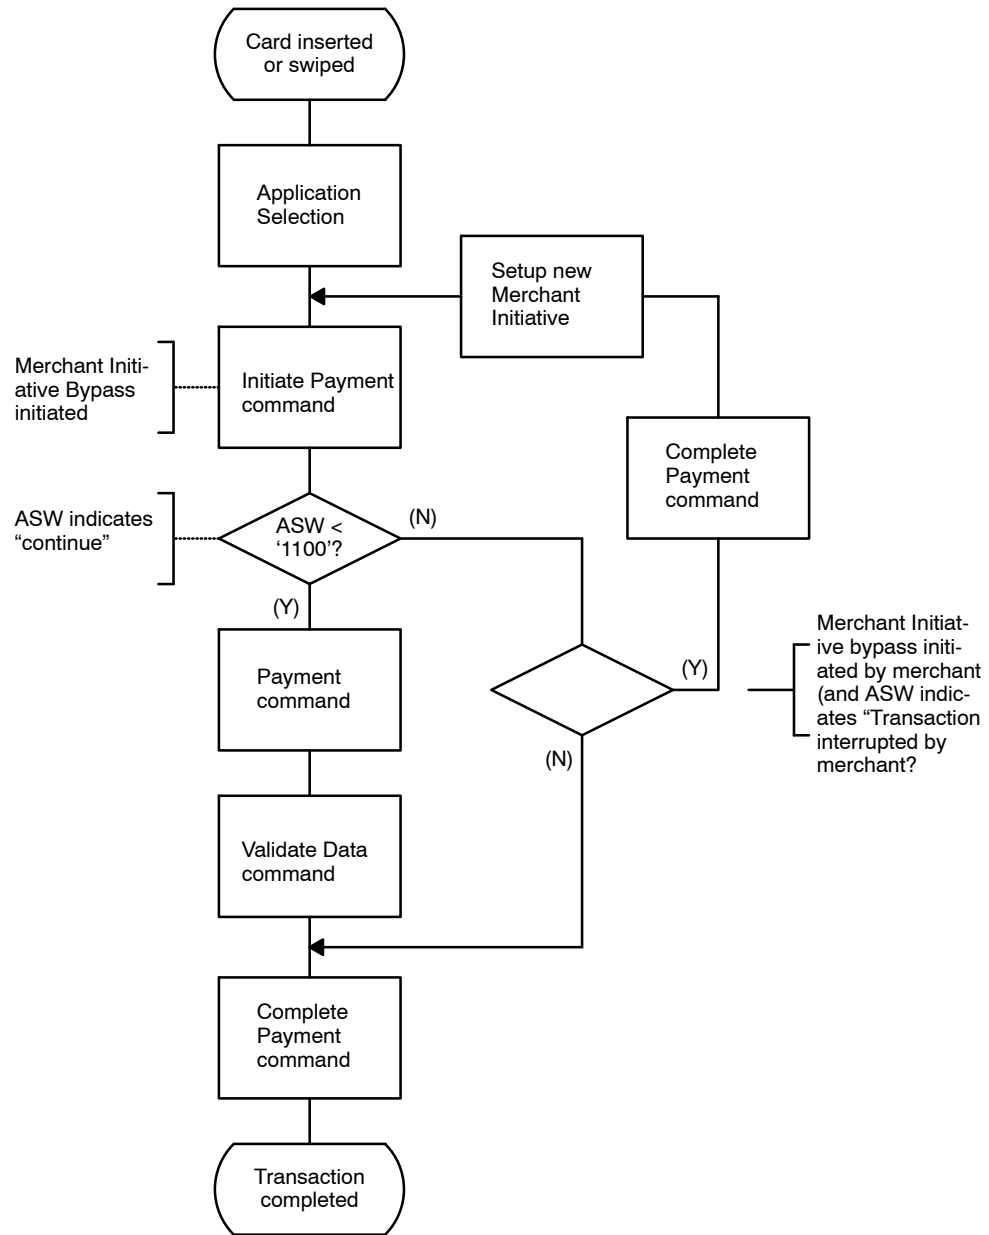 Card inserted
or swiped
Application
Selection
Setup new
Merchant
Initiative
Merchant Initi-
ative Bypass
initiated
Initiate Payment
command
Complete
Payment
command
ASW indicates
“continue”
ASW <
‘1100’?
(N)
(Y)
Payment
command
(Y)
Merchant Initiat-
ive bypass initi-
ated by merchant
(and ASW indic-
ates “Transaction
interrupted by
merchant?
(N)
Validate Data
command
Complete
Payment
command
Transaction
completed